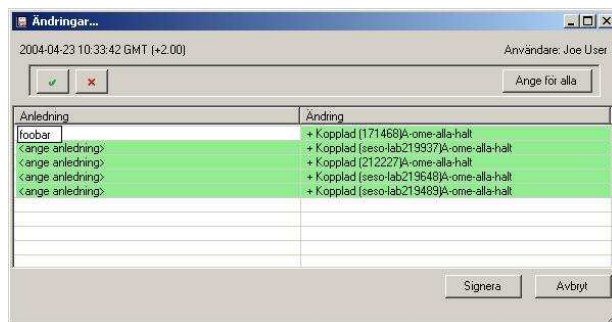 Ändringar...
2004-04-23 10:33:42 GMT (+2.00) Användare: Joe User
Ange för alla
Anledning Ändring
foobar + Kopplad (171468)A-ome-alla-halt
<ange anledning> + Kopplad (seso-lab219937)A-ome-alla-halt
<ange anledning> + Kopplad (212227)A-ome-alla-halt
<ange anledning> + Kopplad (seso-lab219648)A-ome-alla-halt
<ange anledning> + Kopplad (seso-lab219489)A-ome-alla-halt
Signera Avbryt